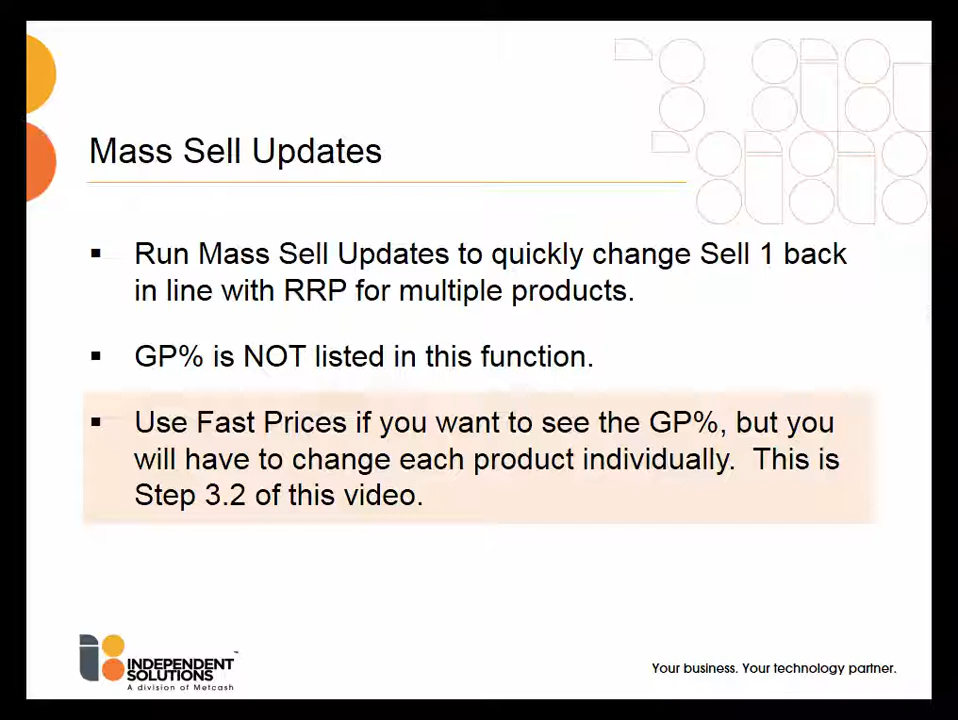 Mass Sell Updates
▪ Run Mass Sell Updates to quickly change Sell 1 back
in line with RRP for multiple products.
▪ GP% is NOT listed in this function.
▪ Use Fast Prices if you want to see the GP%, but you
will have to change each product individually.  This is
Step 3.2 of this video.
INDEPENDENT
SOLUTIONS™
A division of Metcash
Your business. Your technology partner.